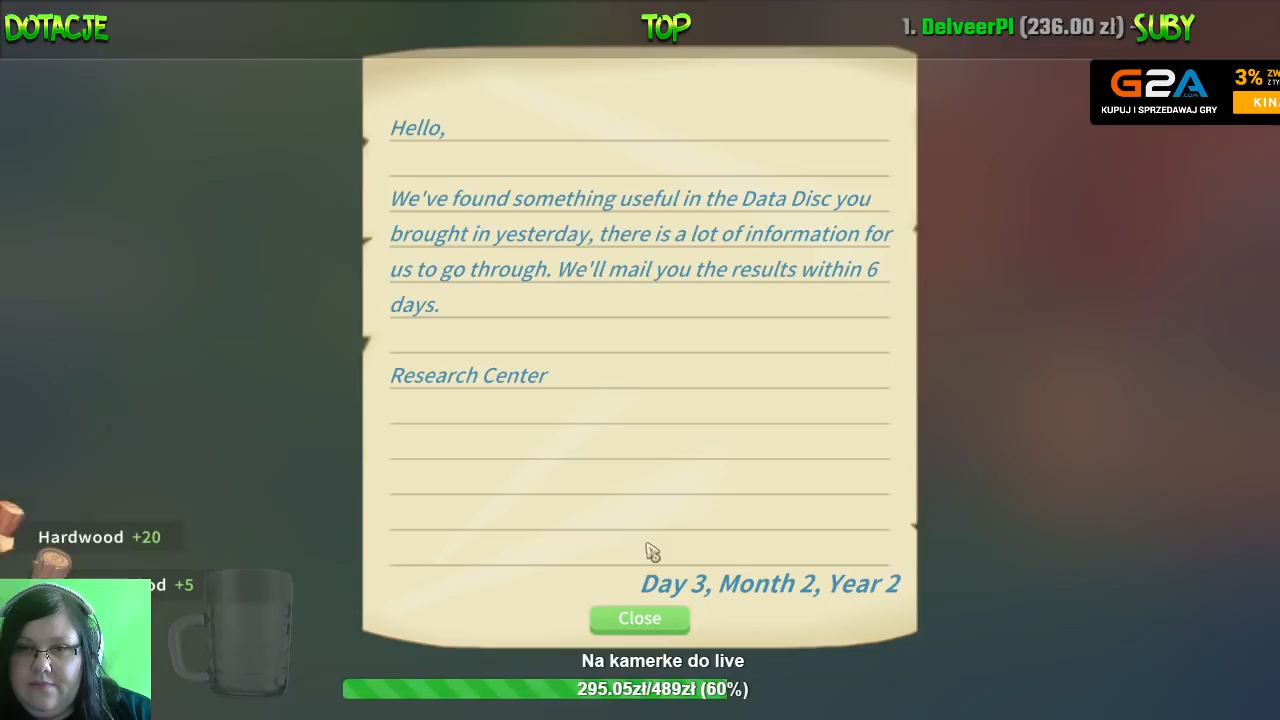 DOTACJE
TOP
1. DelveerPl (236.00 zł) -
SUBY
G2A
.COM
KUPUJ I SPRZEDAWAJ GRY
3%
Hello,
We've found something useful in the Data Disc you
brought in yesterday, there is a lot of information for
us to go through. We'll mail you the results within 6
days.
Research Center
Day 3, Month 2, Year 2
Close
Hardwood +20
+5
Na kamerke do live
295.05zł/489zł (60%)